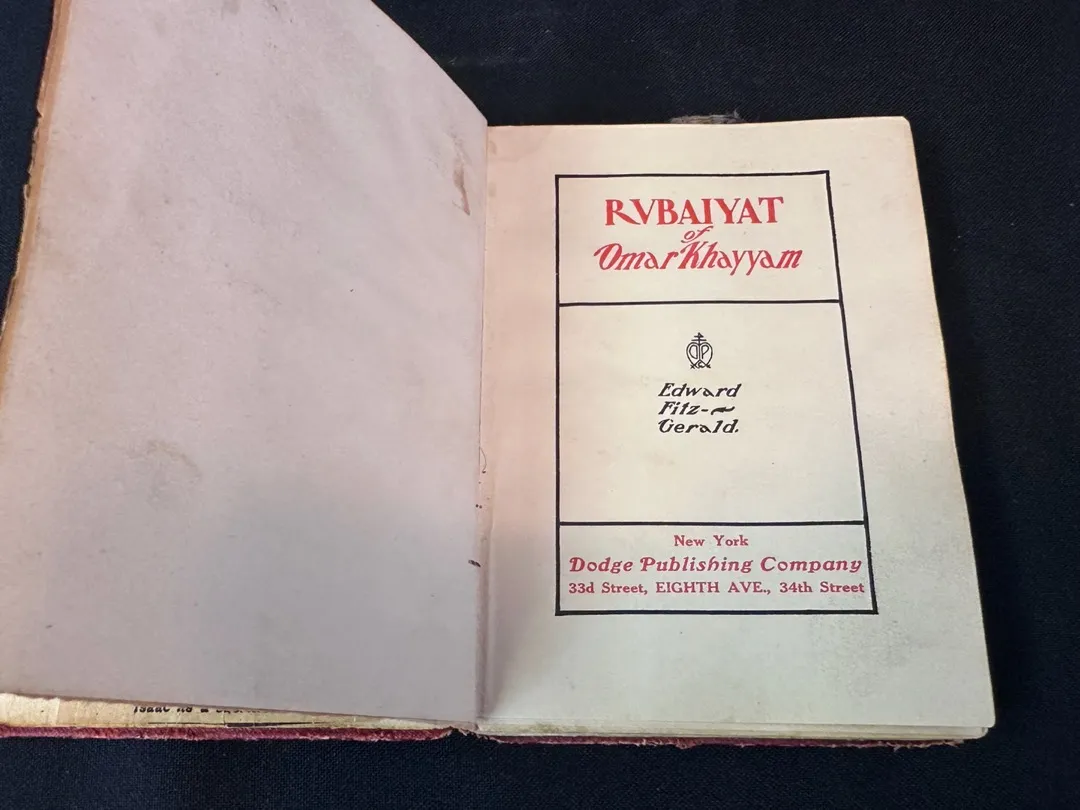 RVBAIYAT
of
Omar Khayyam
Edward
Fitz-
Gerald.
New York
Dodge Publishing Company
33d Street, EIGHTH AVE., 34th Street